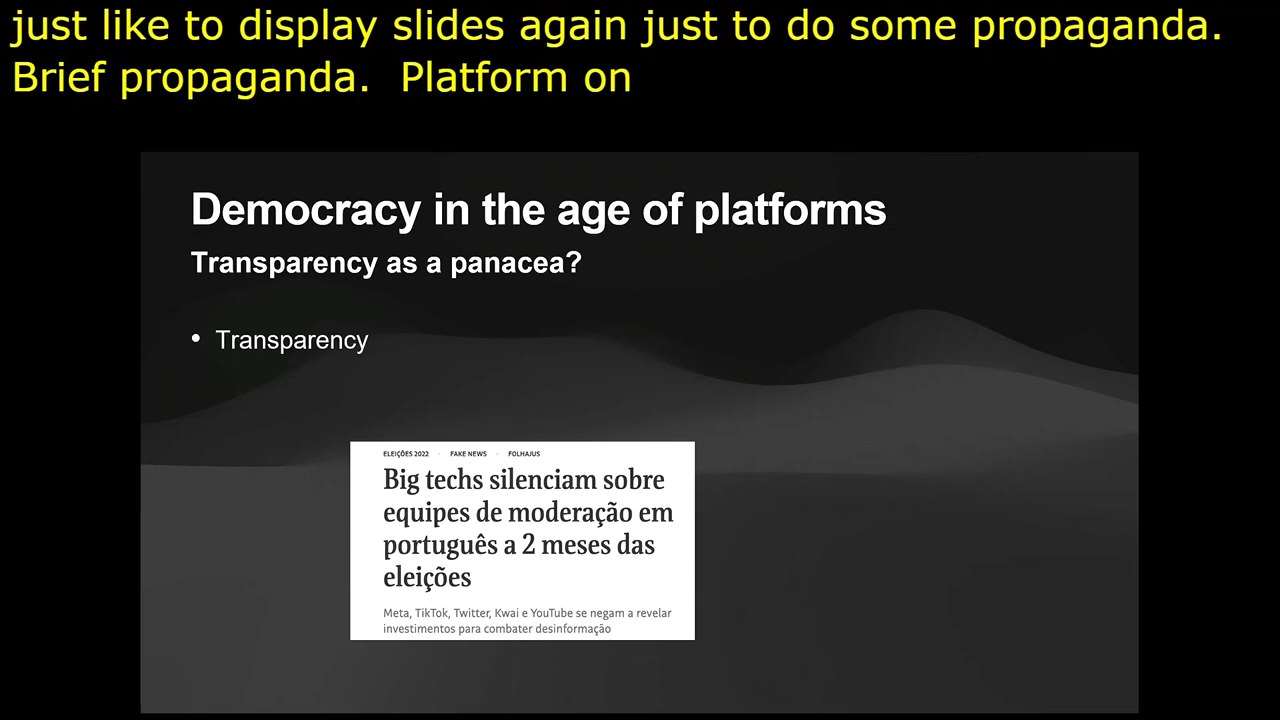 just like to display slides again just to do some propaganda.
Brief propaganda.  Platform on
Democracy in the age of platforms
Transparency as a panacea?
• Transparency
ELEIÇÕES 2022 · FAKE NEWS · FOLHAJUS
Big techs silenciam sobre
equipes de moderação em
português a 2 meses das
eleições
Meta, TikTok, Twitter, Kwai e YouTube se negam a revelar
investimentos para combater desinformação